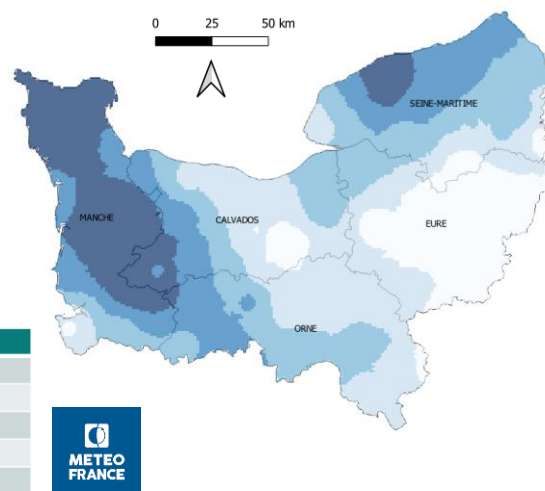 0 25 50 km
SEINE-MARITIME
MANCHE
CALVADOS
EURE
ORNE
METEO
FRANCE